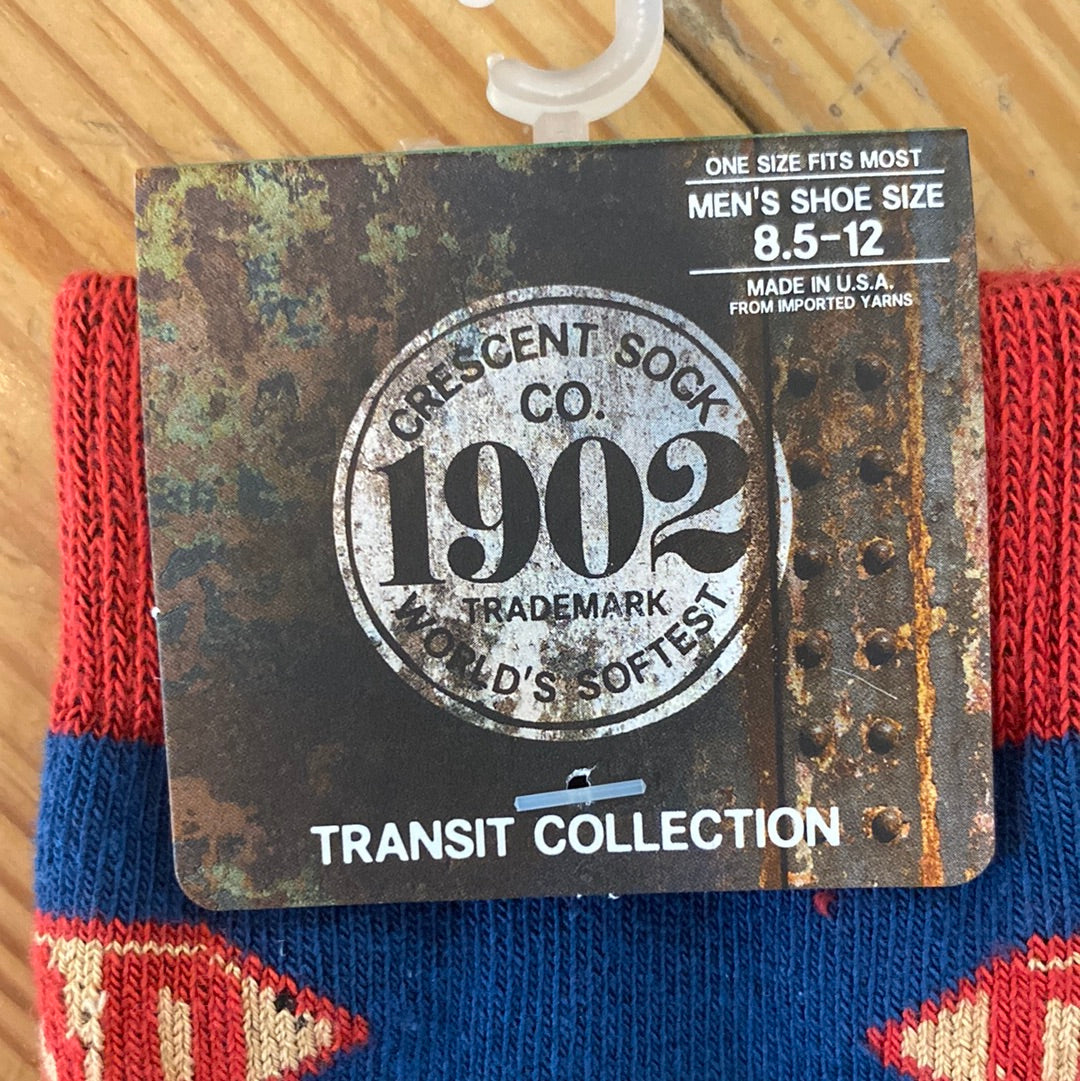 ONE SIZE FITS MOST
MEN'S SHOE SIZE
8.5-12
MADE IN U.S.A.
FROM IMPORTED YARNS
CRESCENT SOCK
CO.
1902
TRADEMARK
WORLD'S SOFTEST
TRANSIT COLLECTION